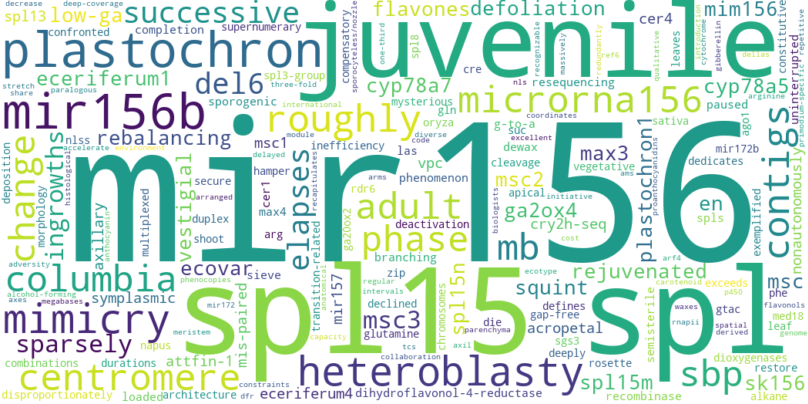 decrease deep-coverage
spl13 low-ga successive juvenile flavones defoliation cer4 mim156
confronted completion supernumerary
plastochron compensatory sporocyteless/nozzle one-third spl8 recognizable massively redundantly ref6 qualitative leaves introduction cytochrome gibberellin dellas constitutive uninterrupted
stretch share paralogous eceriferum1 spl3-group three-fold del6 cre cyp78a7 resequencing cyp78a5 nls repetitive
mir156b sporogenic international roughly mysterious microrna156 paused arginine
nlss rebalancing module coordinates gln oryza g-to-a sativa ago1 mir172b
change ingrowths deposition accelerate environment msc1 delayed inefficiency diverse code las excellent suc dewax max3 vegetative ams dedicates
mir156
morphology histological multiplexed vestigial hamper arms recapitulates vpc cleavage duplex secure cer1 arranged rdr6 phenomenon msc2 apical initiative biologists cost plastochron1 proanthocyanidins en spls contigs
axillary anthocyanin shoot max4 elapses adult deactivation ga2ox4 mb cry2h-seq arf4 exemplified
arg ga2ox2 phase branching rejuvenated
ecovar sieve transition-related zip regular squint ecotype exceeds carotenoid p450 msc
columbia symplasmic anatomical mir157 declined intervals defines gap-free rnapii waxes phe flavonols
adversity alcohol-forming axes megabases phenocopies mir172 spl15 chromosomes spl15n acropetal gtac med18 leaf genome
mimicry msc3 glutamine die parenchyma spl spatial derived
sparsely napus meristem mis-paired capacity tcs axil sgs3 semisterile dioxygenases restore
combinations durations attfin-1 collaboration deeply
centromere heteroblasty rosette sbp sk156
loaded architecture dfr constraints spl15m
disproportionately eceriferum4 dihydroflavonol-4-reductase recombinase alkane